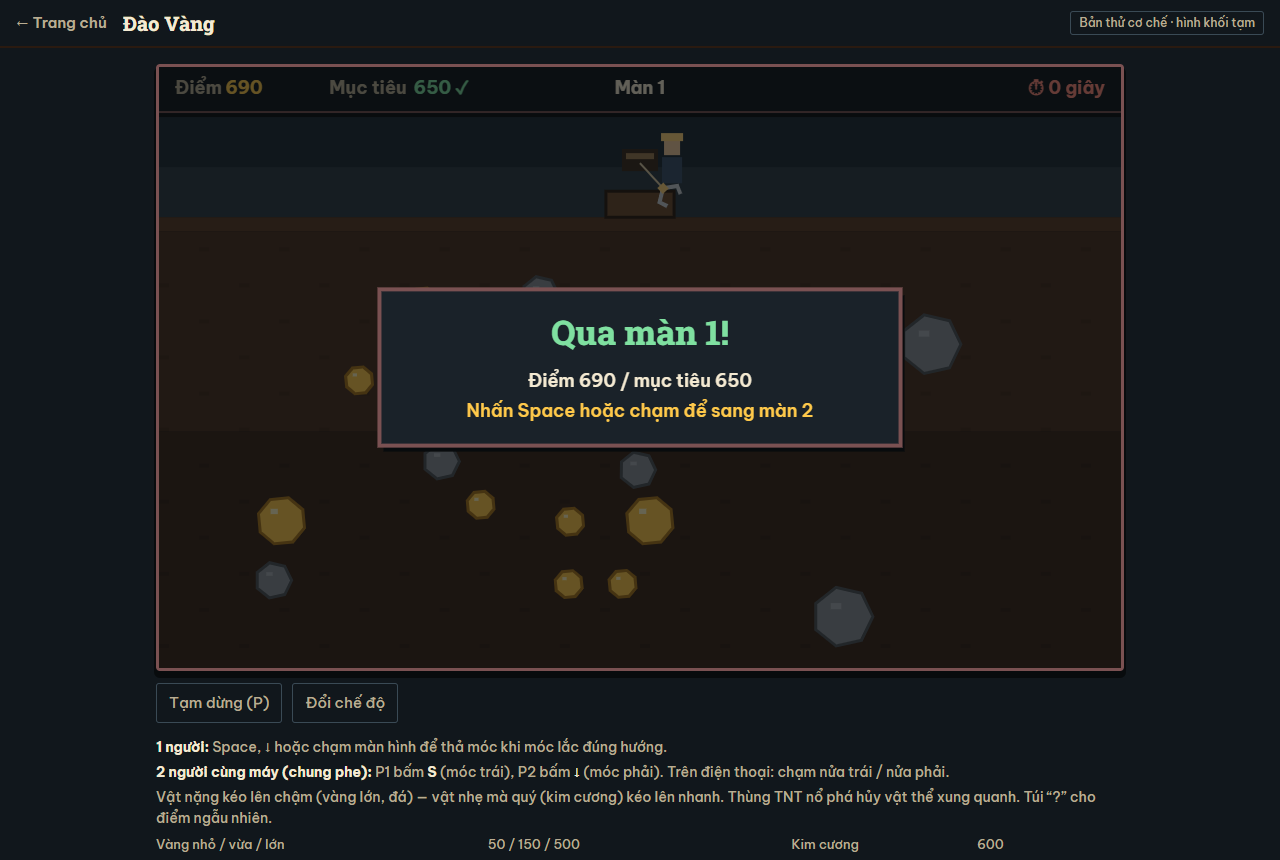 ← Trang chủ Đào Vàng Bản thử cơ chế · hình khối tạm
Điểm 690 Mục tiêu 650 ✓ Màn 1 ⏱ 0 giây
Qua màn 1!
Điểm 690 / mục tiêu 650
Nhấn Space hoặc chạm để sang màn 2
Tạm dừng (P) Đổi chế độ
1 người: Space, ↓ hoặc chạm màn hình để thả móc khi móc lắc đúng hướng.
2 người cùng máy (chung phe): P1 bấm S (móc trái), P2 bấm ↓ (móc phải). Trên điện thoại: chạm nửa trái / nửa phải.
Vật nặng kéo lên chậm (vàng lớn, đá) — vật nhẹ mà quý (kim cương) kéo lên nhanh. Thùng TNT nổ phá hủy vật thể xung quanh. Túi “?” cho
điểm ngẫu nhiên.
Vàng nhỏ / vừa / lớn 50 / 150 / 500 Kim cương 600